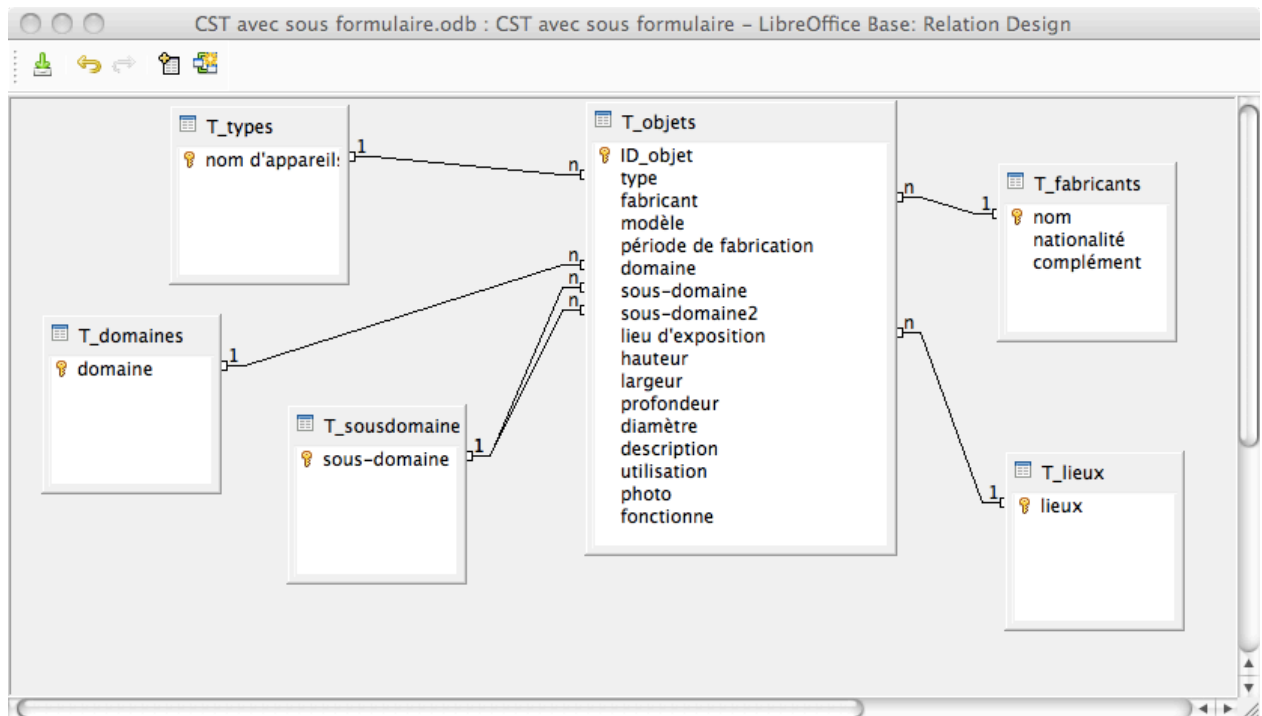 CST avec sous formulaire.odb : CST avec sous formulaire – LibreOffice Base: Relation Design
T_types
nom d'appareil
1
n
T_domaines
domaine
1
n
T_sousdomaine
sous-domaine
1
n
n
T_objets
ID_objet
type
fabricant
modèle
période de fabrication
domaine
sous-domaine
sous-domaine2
lieu d'exposition
hauteur
largeur
profondeur
diamètre
description
utilisation
photo
fonctionne
n
1
T_fabricants
nom
nationalité
complément
n
1
T_lieux
lieux